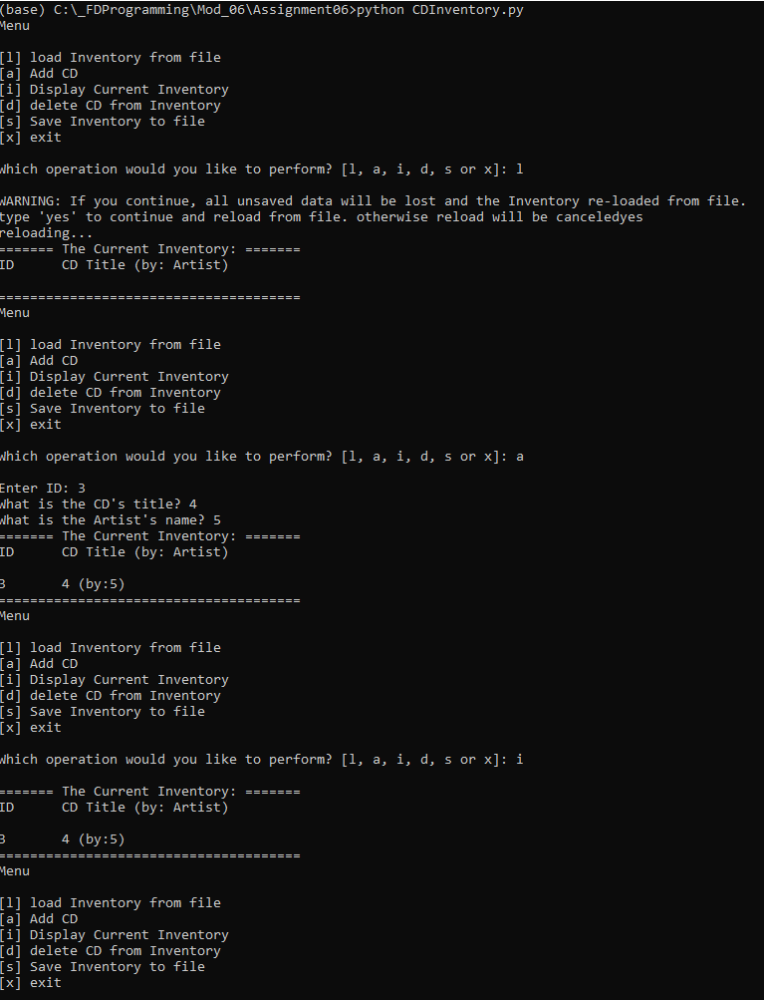 (base) C:\_FDProgramming\Mod_06\Assignment06>python CDInventory.py
Menu
[l] load Inventory from file
[a] Add CD
[i] Display Current Inventory
[d] delete CD from Inventory
[s] Save Inventory to file
[x] exit
Which operation would you like to perform? [l, a, i, d, s or x]: l
WARNING: If you continue, all unsaved data will be lost and the Inventory re-loaded from file.
type 'yes' to continue and reload from file. otherwise reload will be canceledyes
reloading...
======= The Current Inventory: =======
ID      CD Title (by: Artist)
======================================
Menu
[l] load Inventory from file
[a] Add CD
[i] Display Current Inventory
[d] delete CD from Inventory
[s] Save Inventory to file
[x] exit
Which operation would you like to perform? [l, a, i, d, s or x]: a
Enter ID: 3
What is the CD's title? 4
What is the Artist's name? 5
======= The Current Inventory: =======
ID      CD Title (by: Artist)
3       4 (by:5)
======================================
Menu
[l] load Inventory from file
[a] Add CD
[i] Display Current Inventory
[d] delete CD from Inventory
[s] Save Inventory to file
[x] exit
Which operation would you like to perform? [l, a, i, d, s or x]: i
======= The Current Inventory: =======
ID      CD Title (by: Artist)
3       4 (by:5)
======================================
Menu
[l] load Inventory from file
[a] Add CD
[i] Display Current Inventory
[d] delete CD from Inventory
[s] Save Inventory to file
[x] exit